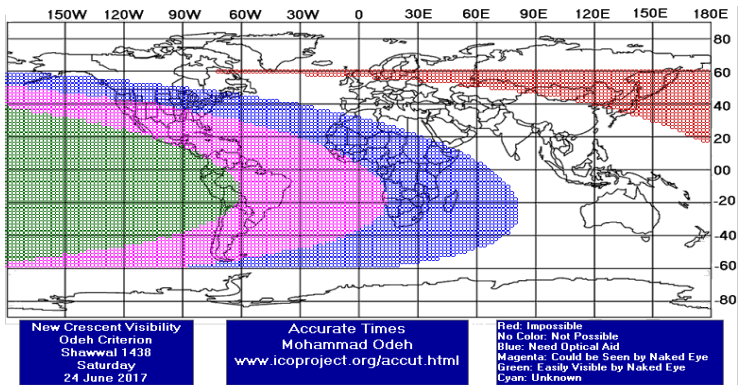 150W 120W 90W 60W 30W 0 30E 60E 90E 120E 150E 180E
80
60
40
20
00
-20
-40
-60
-80
New Crescent Visibility
Odeh Criterion
Shawwal 1438
Saturday
24 June 2017
Accurate Times
Mohammad Odeh
www.icoproject.org/accut.html
Red: Impossible
No Color: Not Possible
Blue: Need Optical Aid
Magenta: Could be Seen by Naked Eye
Green: Easily Visible by Naked Eye
Cyan: Unknown